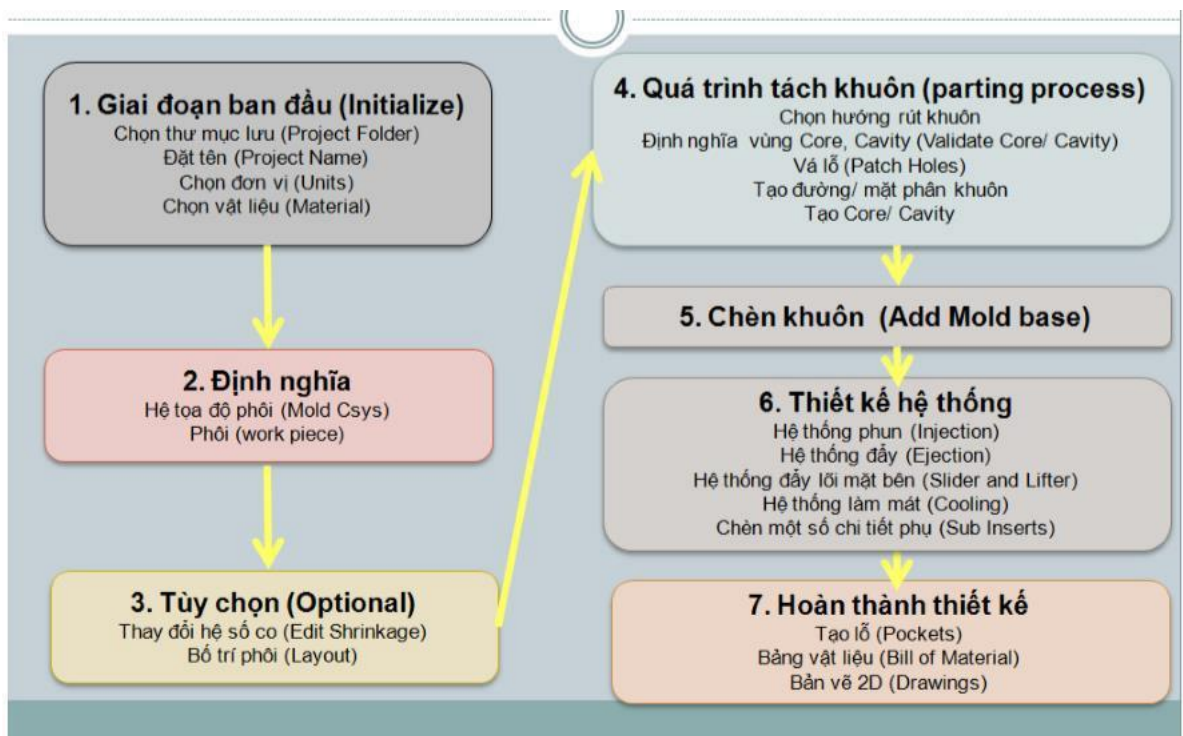 1. Giai đoạn ban đầu (Initialize)
Chọn thư mục lưu (Project Folder)
Đặt tên (Project Name)
Chọn đơn vị (Units)
Chọn vật liệu (Material)
2. Định nghĩa
Hệ tọa độ phôi (Mold Csys)
Phôi (work piece)
3. Tùy chọn (Optional)
Thay đổi hệ số co (Edit Shrinkage)
Bố trí phôi (Layout)
4. Quá trình tách khuôn (parting process)
Chọn hướng rút khuôn
Định nghĩa vùng Core, Cavity (Validate Core/ Cavity)
Vá lỗ (Patch Holes)
Tạo đường/ mặt phân khuôn
Tạo Core/ Cavity
5. Chèn khuôn (Add Mold base)
6. Thiết kế hệ thống
Hệ thống phun (Injection)
Hệ thống đẩy (Ejection)
Hệ thống đẩy lõi mặt bên (Slider and Lifter)
Hệ thống làm mát (Cooling)
Chèn một số chi tiết phụ (Sub Inserts)
7. Hoàn thành thiết kế
Tạo lỗ (Pockets)
Bảng vật liệu (Bill of Material)
Bản vẽ 2D (Drawings)